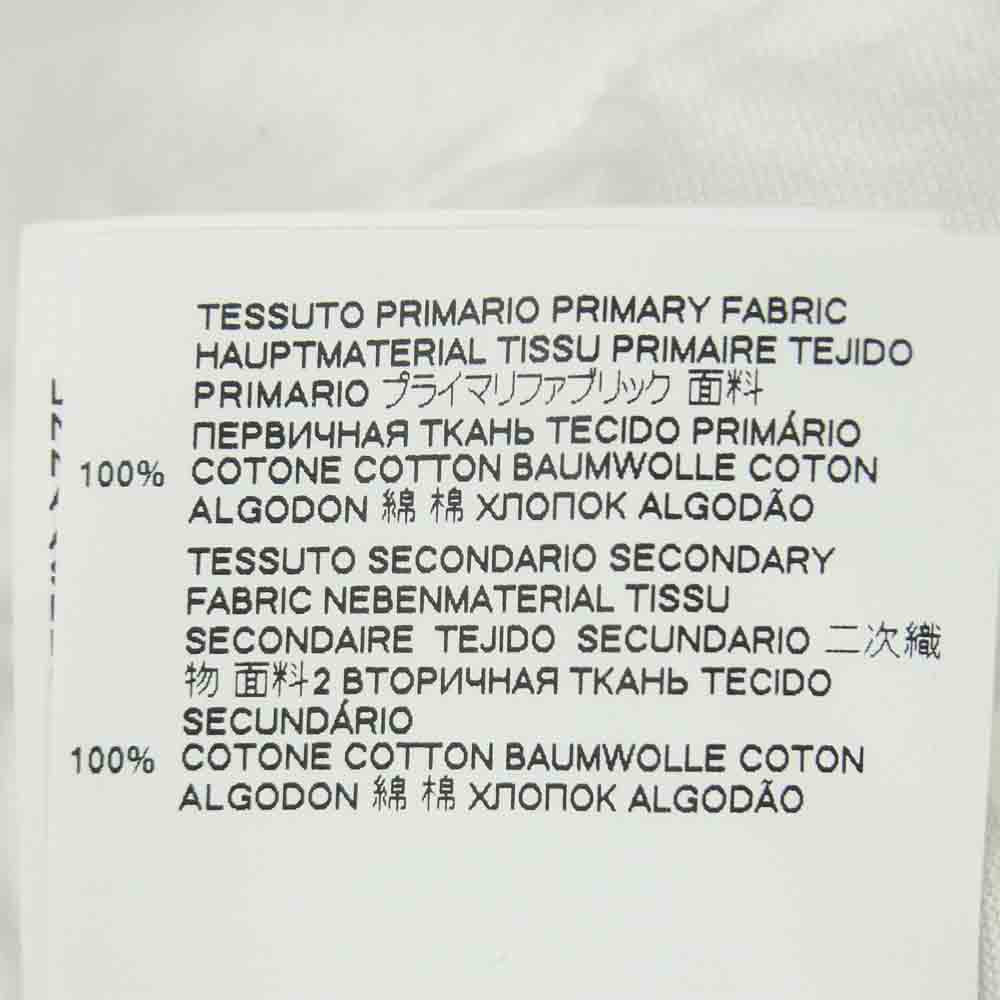 TESSUTO PRIMARIO PRIMARY FABRIC
HAUPTMATERIAL TISSU PRIMAIRE TEJIDO
PRIMARIO プライマリファブリック 面料
ПЕРВИЧНАЯ ТКАНЬ TECIDO PRIMÁRIO
100% COTONE COTTON BAUMWOLLE COTON
ALGODON 綿 棉 ХЛОПОК ALGODÃO
TESSUTO SECONDARIO SECONDARY
FABRIC NEBENMATERIAL TISSU
SECONDAIRE TEJIDO SECUNDARIO 二次織
物 面料2 ВТОРИЧНАЯ ТКАНЬ TECIDO
SECUNDÁRIO
100% COTONE COTTON BAUMWOLLE COTON
ALGODON 綿 棉 ХЛОПОК ALGODÃO